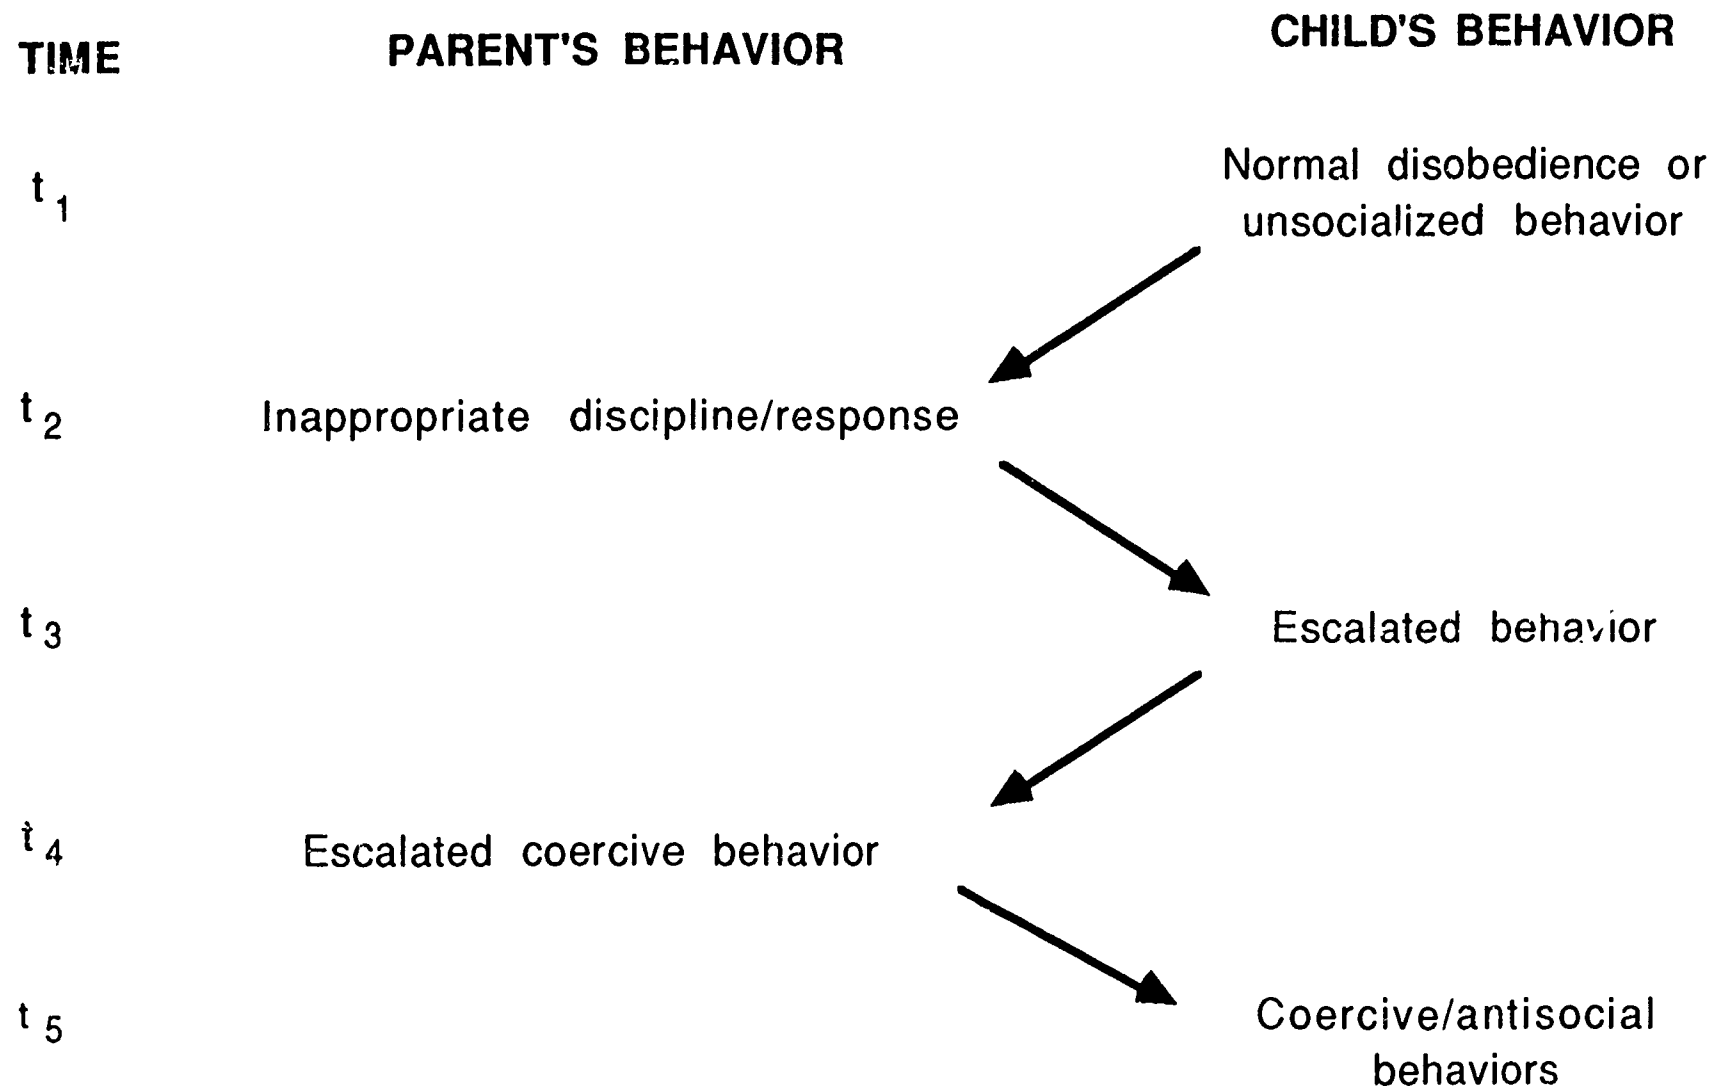 TIME PARENT'S BEHAVIOR CHILD'S BEHAVIOR
t 1 Normal disobedience or
unsocialized behavior
t 2 Inappropriate discipline/response
t 3 Escalated behavior
t 4 Escalated coercive behavior
t 5 Coercive/antisocial
behaviors